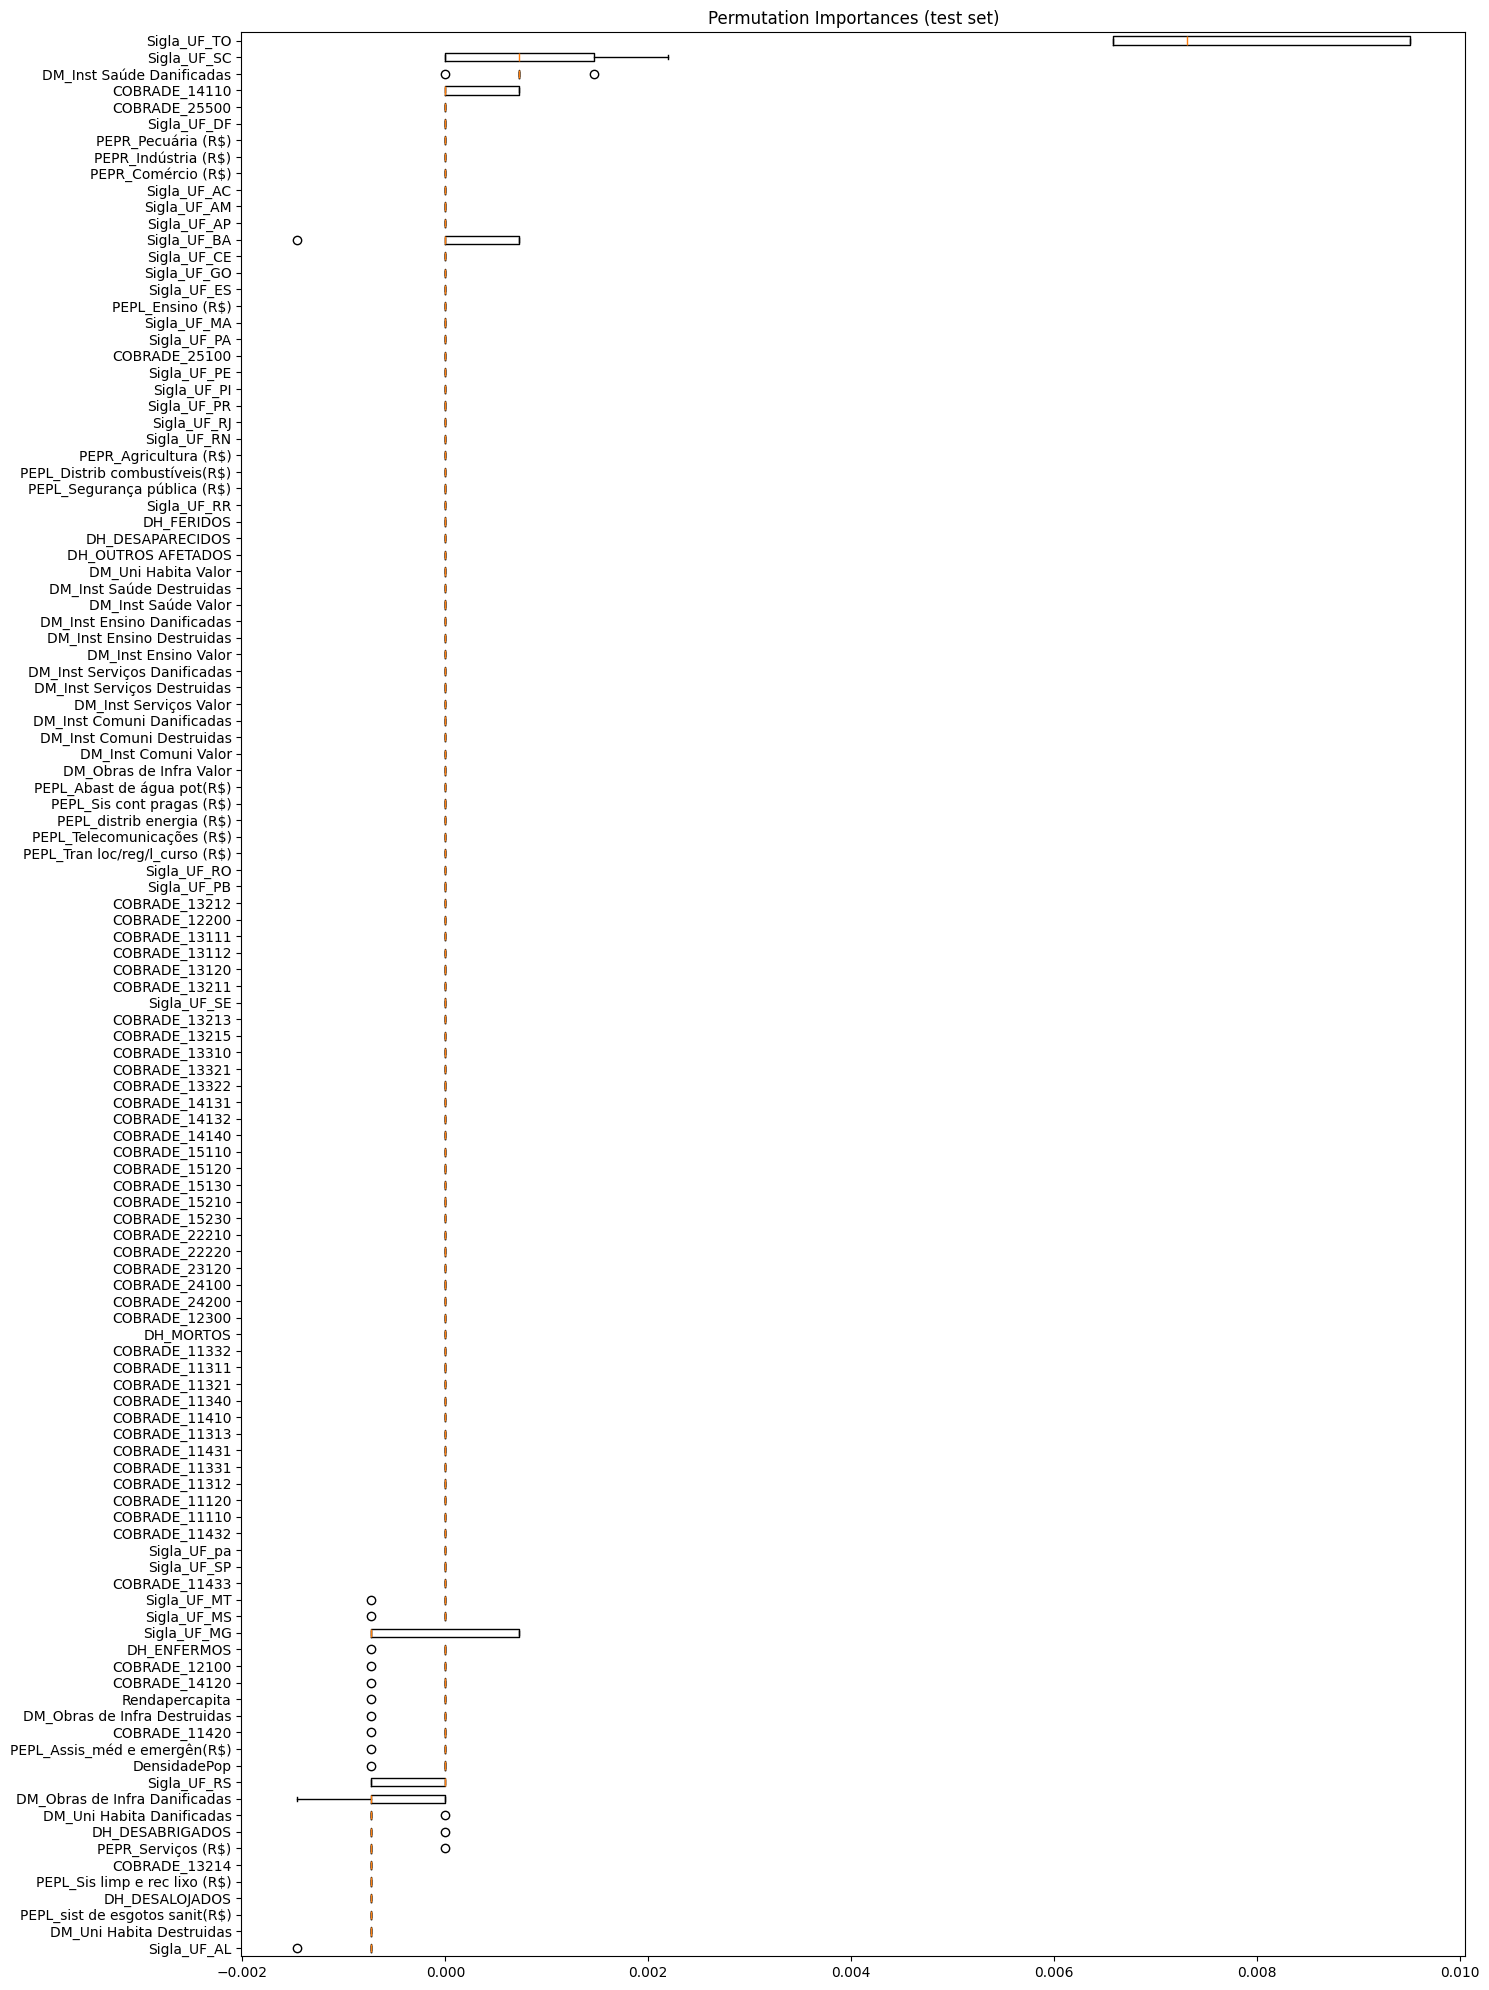 Permutation Importances (test set)
Sigla_UF_TO
Sigla_UF_SC
DM_Inst Saúde Danificadas
COBRADE_14110
COBRADE_25500
Sigla_UF_DF
PEPR_Pecuária (R$)
PEPR_Indústria (R$)
PEPR_Comércio (R$)
Sigla_UF_AC
Sigla_UF_AM
Sigla_UF_AP
Sigla_UF_BA
Sigla_UF_CE
Sigla_UF_GO
Sigla_UF_ES
PEPL_Ensino (R$)
Sigla_UF_MA
Sigla_UF_PA
COBRADE_25100
Sigla_UF_PE
Sigla_UF_PI
Sigla_UF_PR
Sigla_UF_RJ
Sigla_UF_RN
PEPR_Agricultura (R$)
PEPL_Distrib combustíveis(R$)
PEPL_Segurança pública (R$)
Sigla_UF_RR
DH_FERIDOS
DH_DESAPARECIDOS
DH_OUTROS AFETADOS
DM_Uni Habita Valor
DM_Inst Saúde Destruidas
DM_Inst Saúde Valor
DM_Inst Ensino Danificadas
DM_Inst Ensino Destruidas
DM_Inst Ensino Valor
DM_Inst Serviços Danificadas
DM_Inst Serviços Destruidas
DM_Inst Serviços Valor
DM_Inst Comuni Danificadas
DM_Inst Comuni Destruidas
DM_Inst Comuni Valor
DM_Obras de Infra Valor
PEPL_Abast de água pot(R$)
PEPL_Sis cont pragas (R$)
PEPL_distrib energia (R$)
PEPL_Telecomunicações (R$)
PEPL_Tran loc/reg/l_curso (R$)
Sigla_UF_RO
Sigla_UF_PB
COBRADE_13212
COBRADE_12200
COBRADE_13111
COBRADE_13112
COBRADE_13120
COBRADE_13211
Sigla_UF_SE
COBRADE_13213
COBRADE_13215
COBRADE_13310
COBRADE_13321
COBRADE_13322
COBRADE_14131
COBRADE_14132
COBRADE_14140
COBRADE_15110
COBRADE_15120
COBRADE_15130
COBRADE_15210
COBRADE_15230
COBRADE_22210
COBRADE_22220
COBRADE_23120
COBRADE_24100
COBRADE_24200
COBRADE_12300
DH_MORTOS
COBRADE_11332
COBRADE_11311
COBRADE_11321
COBRADE_11340
COBRADE_11410
COBRADE_11313
COBRADE_11431
COBRADE_11331
COBRADE_11312
COBRADE_11120
COBRADE_11110
COBRADE_11432
Sigla_UF_pa
Sigla_UF_SP
COBRADE_11433
Sigla_UF_MT
Sigla_UF_MS
Sigla_UF_MG
DH_ENFERMOS
COBRADE_12100
COBRADE_14120
Rendapercapita
DM_Obras de Infra Destruidas
COBRADE_11420
PEPL_Assis_méd e emergên(R$)
DensidadePop
Sigla_UF_RS
DM_Obras de Infra Danificadas
DM_Uni Habita Danificadas
DH_DESABRIGADOS
PEPR_Serviços (R$)
COBRADE_13214
PEPL_Sis limp e rec lixo (R$)
DH_DESALOJADOS
PEPL_sist de esgotos sanit(R$)
DM_Uni Habita Destruidas
Sigla_UF_AL
−0.002 0.000 0.002 0.004 0.006 0.008 0.010